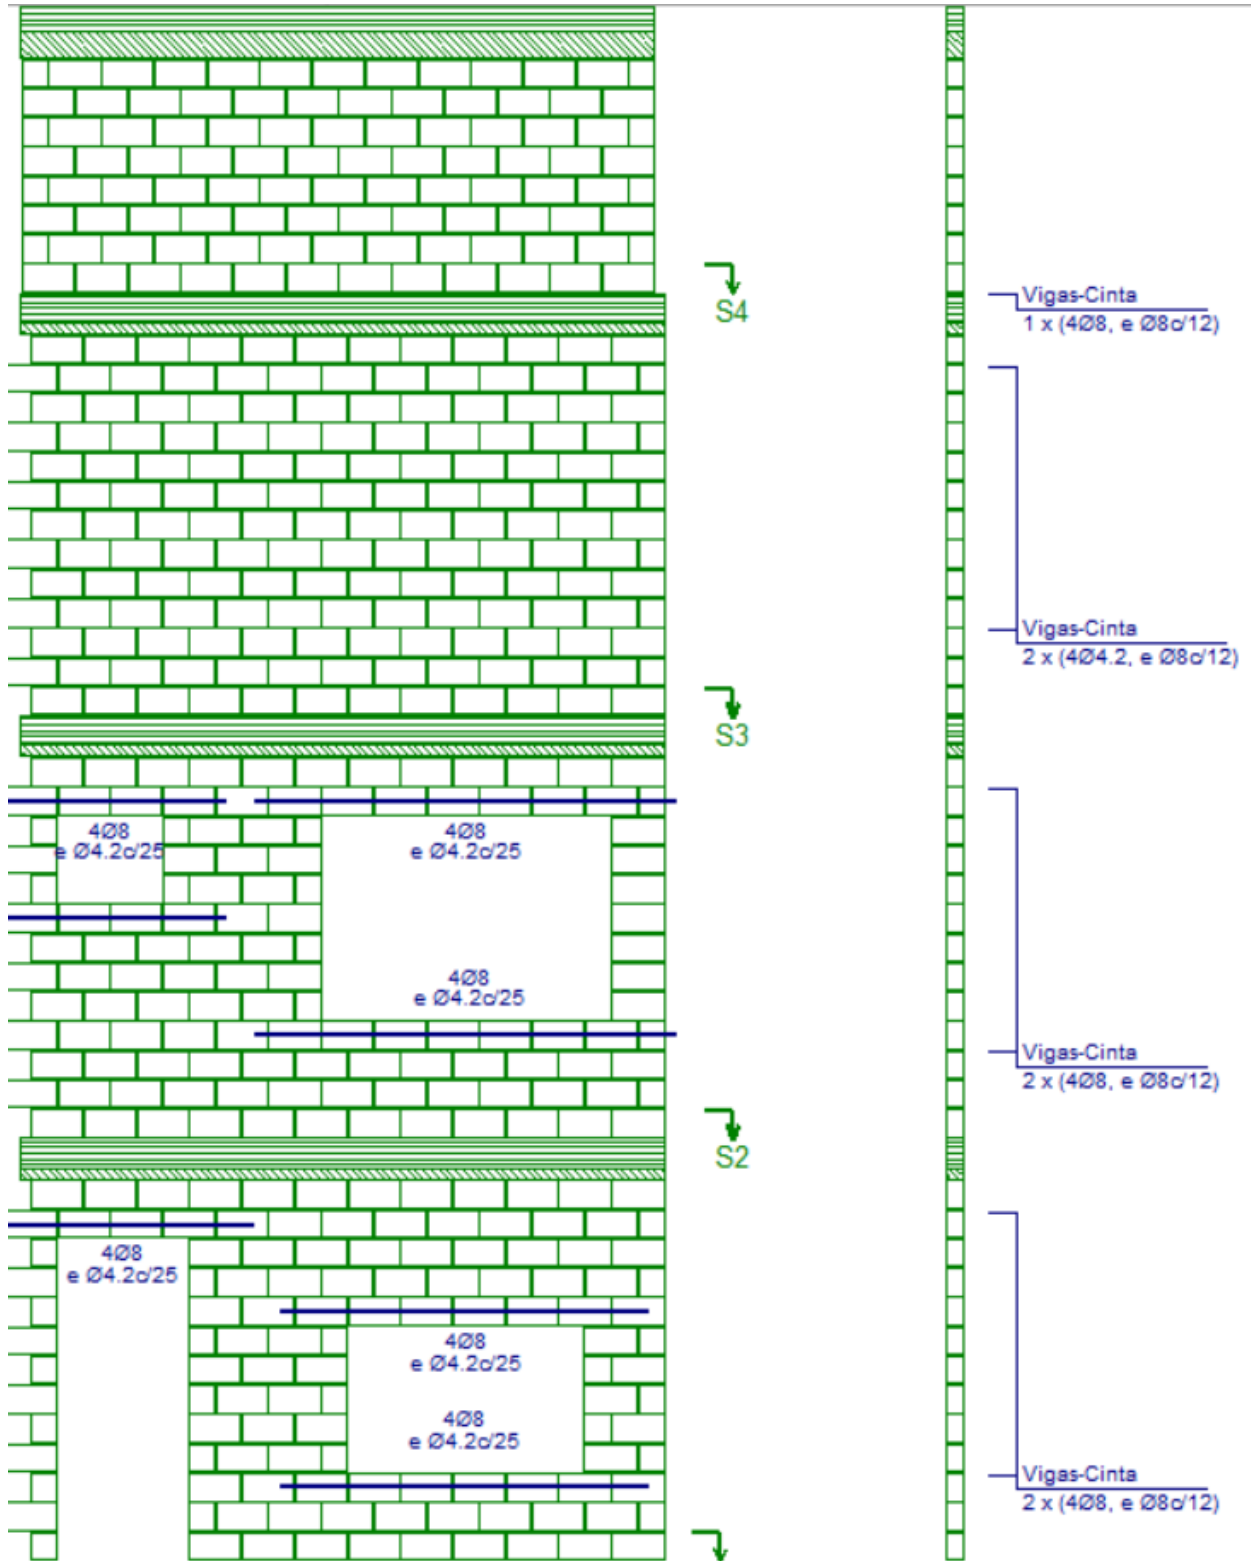 S4
Vigas-Cinta
1 x (4Ø8, e Ø8c/12)
Vigas-Cinta
2 x (4Ø4.2, e Ø8c/12)
S3
4Ø8
e Ø4.2c/25
4Ø8
e Ø4.2c/25
4Ø8
e Ø4.2c/25
Vigas-Cinta
2 x (4Ø8, e Ø8c/12)
S2
4Ø8
e Ø4.2c/25
4Ø8
e Ø4.2c/25
4Ø8
e Ø4.2c/25
Vigas-Cinta
2 x (4Ø8, e Ø8c/12)